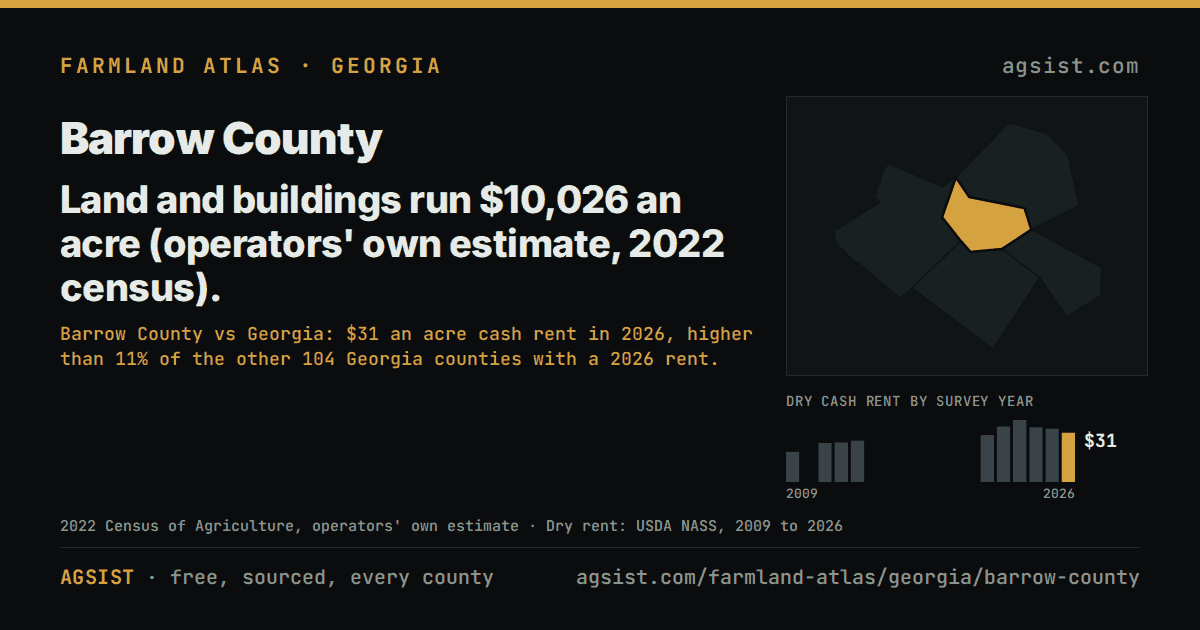 FARMLAND ATLAS · GEORGIA
agsist.com
Barrow County
Land and buildings run $10,026 an
acre (operators' own estimate, 2022
census).
Barrow County vs Georgia: $31 an acre cash rent in 2026, higher
than 11% of the other 104 Georgia counties with a 2026 rent.
DRY CASH RENT BY SURVEY YEAR
$31
2009
2026
2022 Census of Agriculture, operators' own estimate · Dry rent: USDA NASS, 2009 to 2026
AGSIST · free, sourced, every county
agsist.com/farmland-atlas/georgia/barrow-county